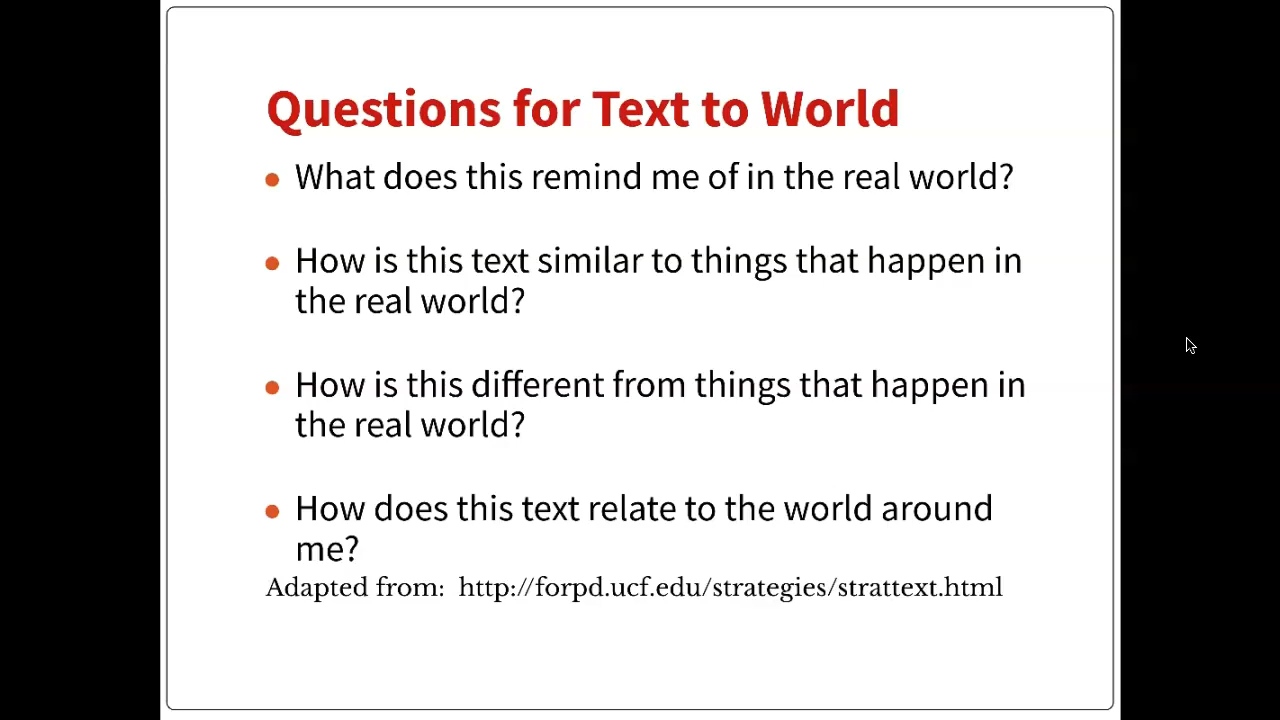 Questions for Text to World
• What does this remind me of in the real world?
• How is this text similar to things that happen in
the real world?
• How is this different from things that happen in
the real world?
• How does this text relate to the world around
me?
Adapted from: http://forpd.ucf.edu/strategies/strattext.html